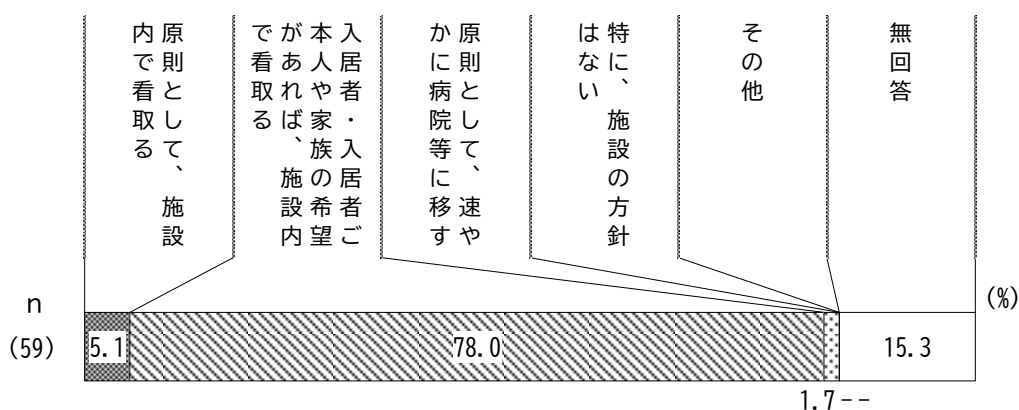 原則として、施設
内で看取る
入居者・入居者ご
本人や家族の希望
があれば、施設内
で看取る
原則として、速や
かに病院等に移す
特に、施設の方針
はない
その他
無回答
n
(%)
(59)
5.1
78.0
15.3
1.7--